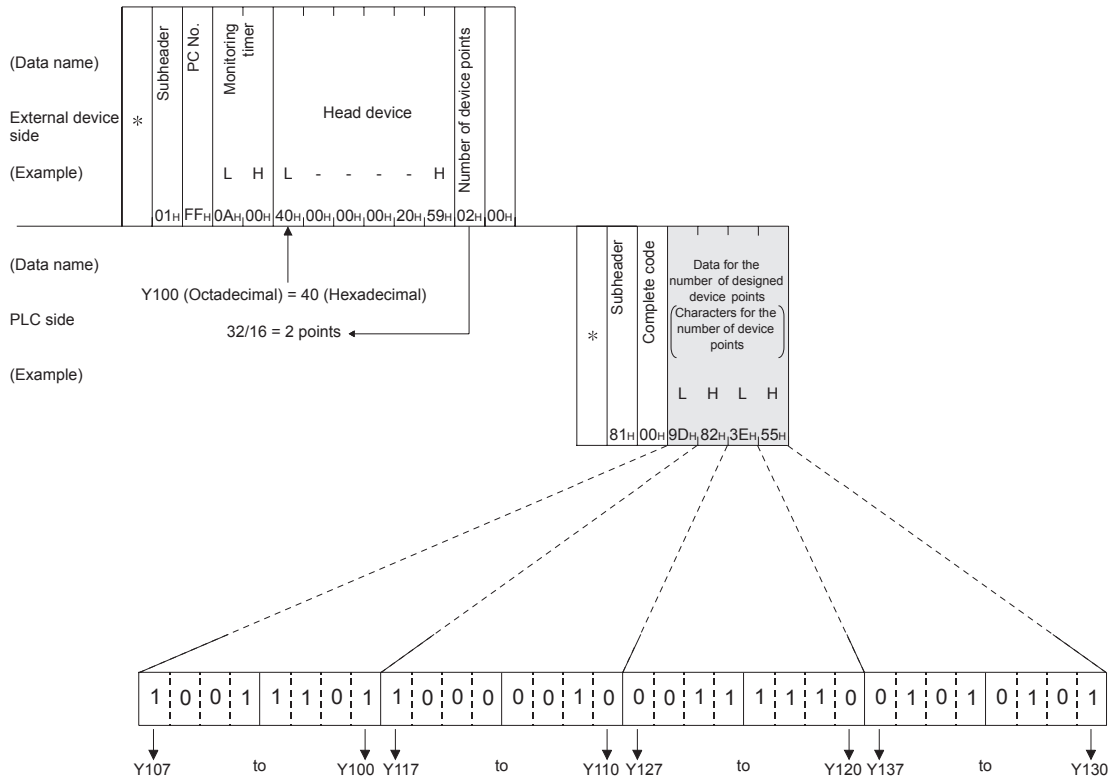 (Data name)
External device side
(Example)
*
Subheader
PC No.
Monitoring timer
Head device
Number of device points
L H L - - - - H
01H FFH 0AH 00H 40H 00H 00H 00H 20H 59H 02H 00H
(Data name)
PLC side
(Example)
Y100 (Octadecimal) = 40 (Hexadecimal)
32/16 = 2 points
*
Subheader
Complete code
Data for the
number of designed
device points
(Characters for the
number of device
points)
L H L H
81H 00H 9DH 82H 3EH 55H
1 0 0 1 1 1 0 1 1 0 0 0 0 0 1 0 0 0 1 1 1 1 1 0 0 1 0 1 0 1 0 1
Y107 to Y100 Y117 to Y110 Y127 to Y120 Y137 to Y130